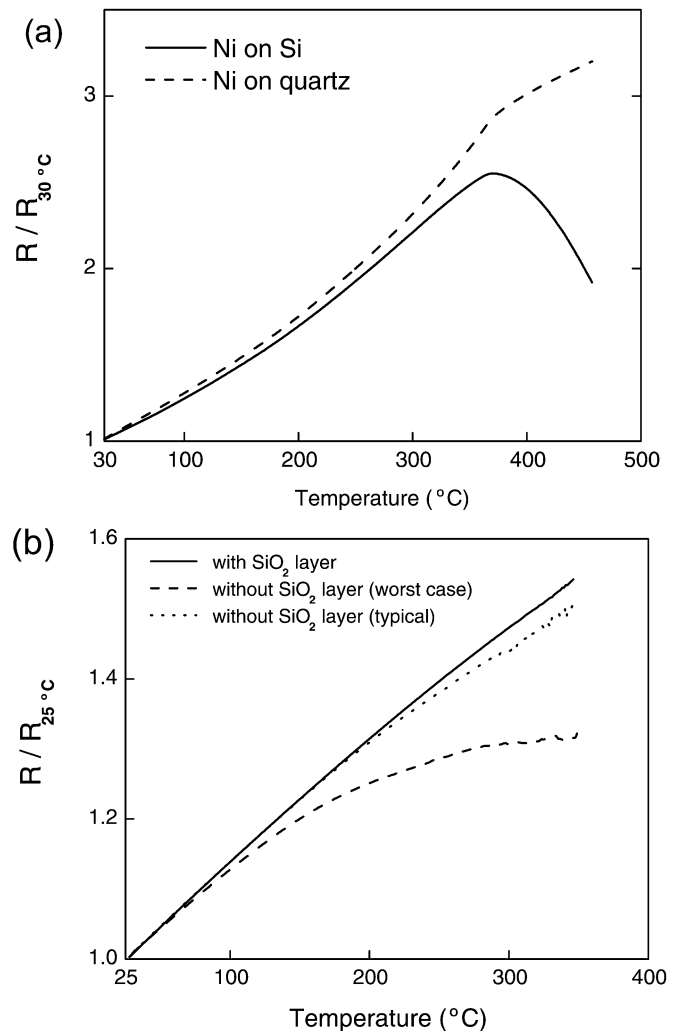 (a)
Ni on Si
Ni on quartz
3
2
1
R / R30 °C
30 100 200 300 400 500
Temperature (°C)
(b)
1.6
with SiO2 layer
without SiO2 layer (worst case)
without SiO2 layer (typical)
1.4
1.2
1.0
R / R25 °C
25 100 200 300 400
Temperature (°C)